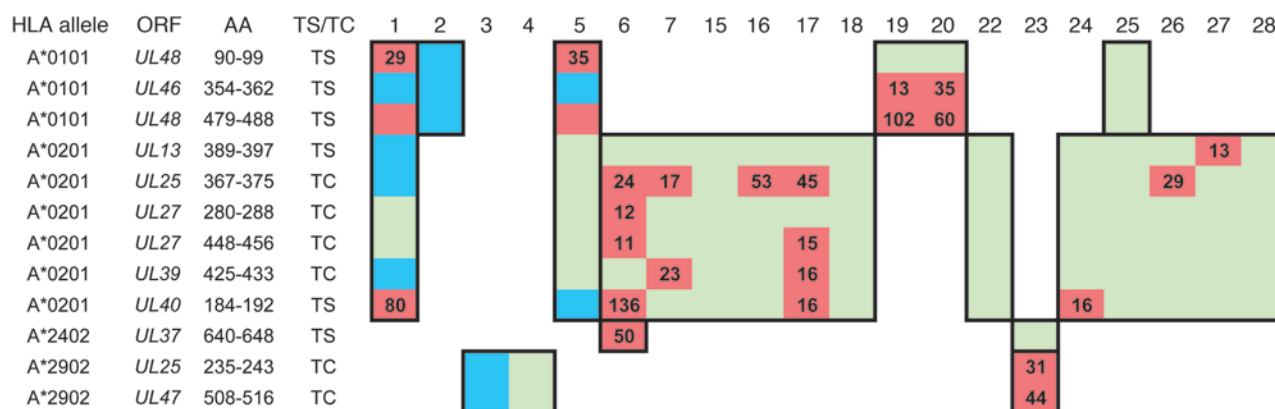 HLA allele ORF AA TS/TC 1 2 3 4 5 6 7 15 16 17 18 19 20 22 23 24 25 26 27 28
A*0101 UL48 90-99 TS 29 35
A*0101 UL46 354-362 TS 13 35
A*0101 UL48 479-488 TS 102 60
A*0201 UL13 389-397 TS 13
A*0201 UL25 367-375 TC 24 17 53 45 29
A*0201 UL27 280-288 TC 12
A*0201 UL27 448-456 TC 11 15
A*0201 UL39 425-433 TC 23 16
A*0201 UL40 184-192 TS 80 136 16 16
A*2402 UL37 640-648 TS 50
A*2902 UL25 235-243 TC 31
A*2902 UL47 508-516 TC 44